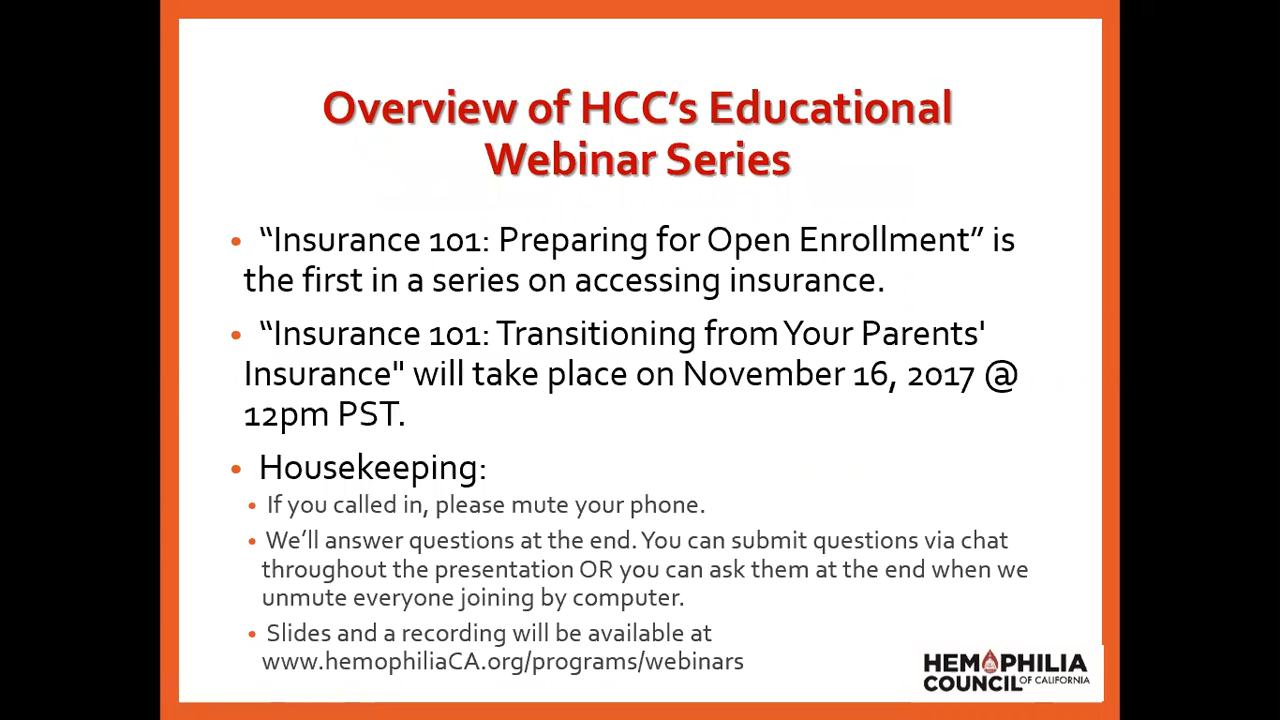 Overview of HCC’s Educational
Webinar Series
• “Insurance 101: Preparing for Open Enrollment” is
the first in a series on accessing insurance.
• “Insurance 101: Transitioning from Your Parents'
Insurance" will take place on November 16, 2017 @
12pm PST.
• Housekeeping:
• If you called in, please mute your phone.
• We’ll answer questions at the end. You can submit questions via chat
throughout the presentation OR you can ask them at the end when we
unmute everyone joining by computer.
• Slides and a recording will be available at
www.hemophiliaCA.org/programs/webinars
HEMOPHILIA
COUNCIL OF CALIFORNIA